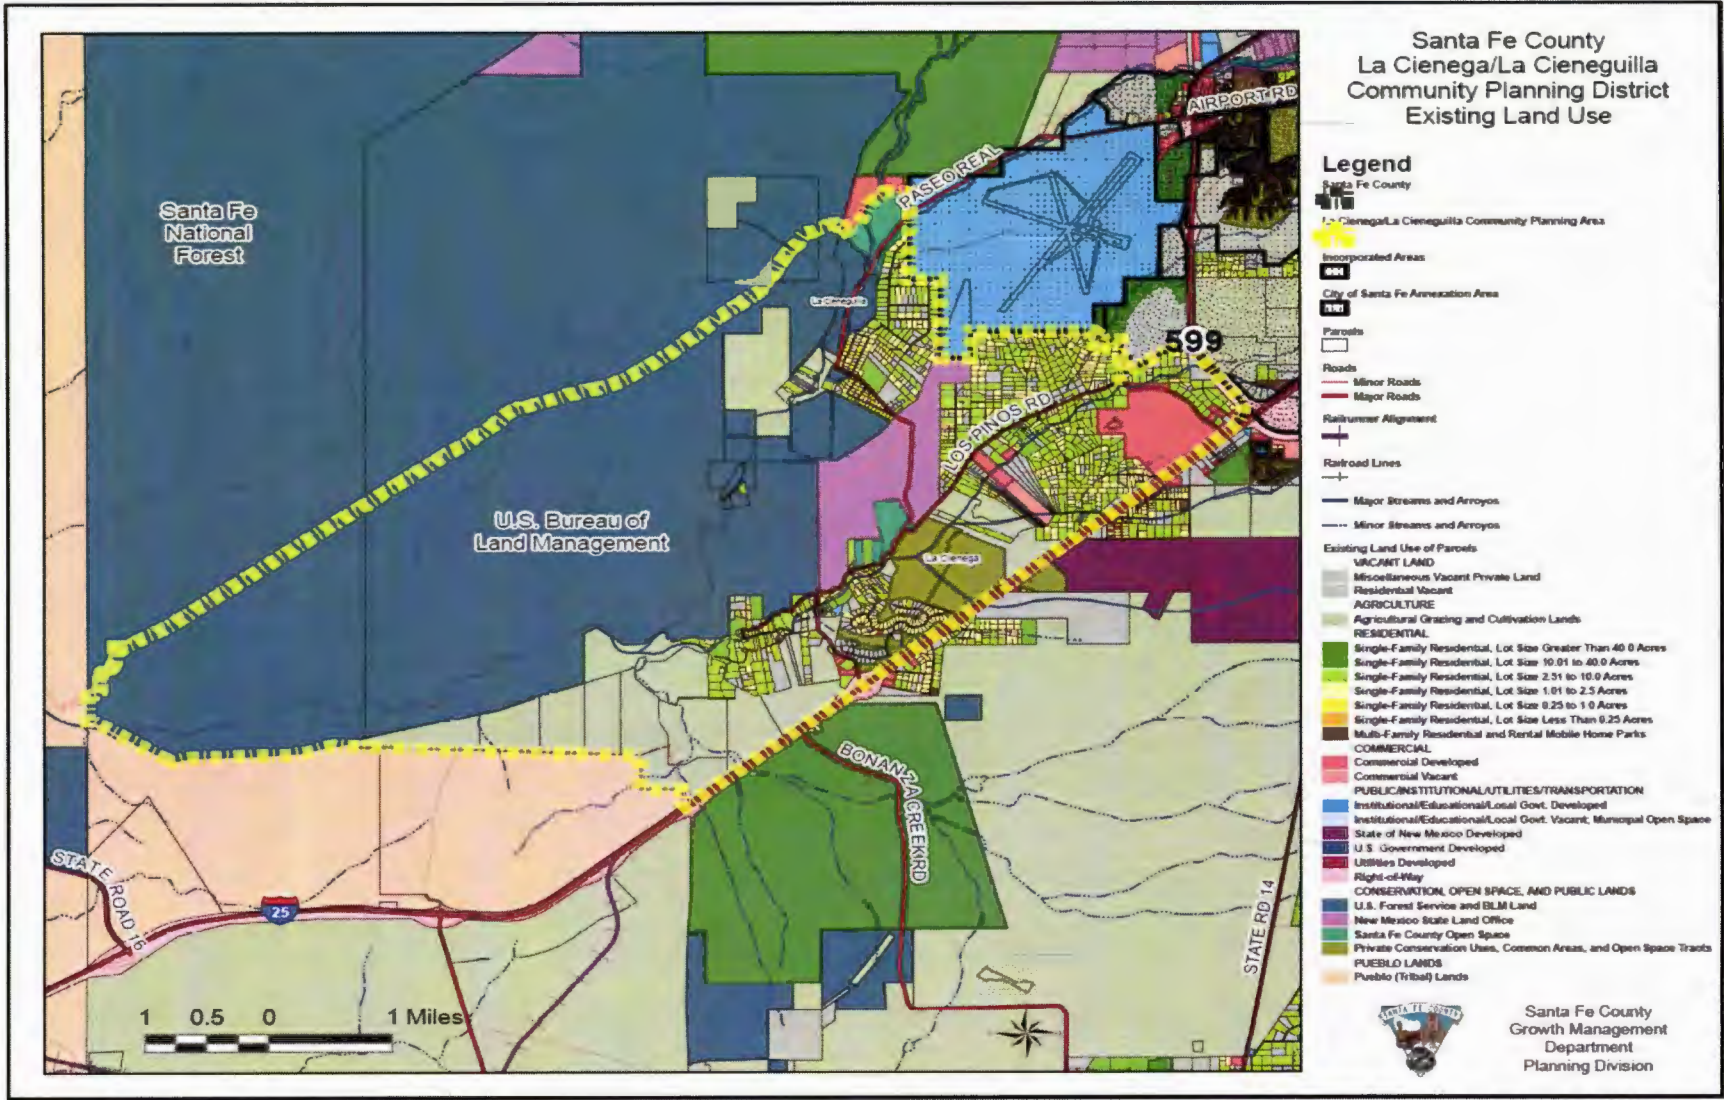 Santa Fe County
La Cienega/La Cieneguilla
Community Planning District
Existing Land Use
Legend
Santa Fe County
La Cienega/La Cieneguilla Community Planning Area
Incorporated Areas
City of Santa Fe Annexation Area
Parcels
Roads
Minor Roads
Major Roads
Railrunner Alignment
Railroad Lines
Major Streams and Arroyos
Minor Streams and Arroyos
Existing Land Use of Parcels
VACANT LAND
Miscellaneous Vacant Private Land
Residential Vacant
AGRICULTURE
Agricultural Grazing and Cultivation Lands
RESIDENTIAL
Single-Family Residential, Lot Size Greater Than 40.0 Acres
Single-Family Residential, Lot Size 10.01 to 40.0 Acres
Single-Family Residential, Lot Size 2.51 to 10.0 Acres
Single-Family Residential, Lot Size 1.01 to 2.5 Acres
Single-Family Residential, Lot Size 0.25 to 1.0 Acres
Single-Family Residential, Lot Size Less Than 0.25 Acres
Multi-Family Residential and Rental Mobile Home Parks
COMMERCIAL
Commercial Developed
Commercial Vacant
PUBLIC/INSTITUTIONAL/UTILITIES/TRANSPORTATION
Institutional/Educational/Local Govt. Developed
Institutional/Educational/Local Govt. Vacant; Municipal Open Space
State of New Mexico Developed
U.S. Government Developed
Utilities Developed
Right-of-Way
CONSERVATION, OPEN SPACE, AND PUBLIC LANDS
U.S. Forest Service and BLM Land
New Mexico State Land Office
Santa Fe County Open Space
Private Conservation Uses, Common Areas, and Open Space Tracts
PUEBLO LANDS
Pueblo (Tribal) Lands
SANTA FE COUNTY
Santa Fe County
Growth Management
Department
Planning Division
AIRPORT RD
PASEO REAL
Santa Fe
National
Forest
La Cieneguilla
599
LOS PINOS RD
U.S. Bureau of
Land Management
La Cienega
BONANZA CREEK RD
STATE ROAD 16
25
STATE RD 14
1 0.5 0 1 Miles